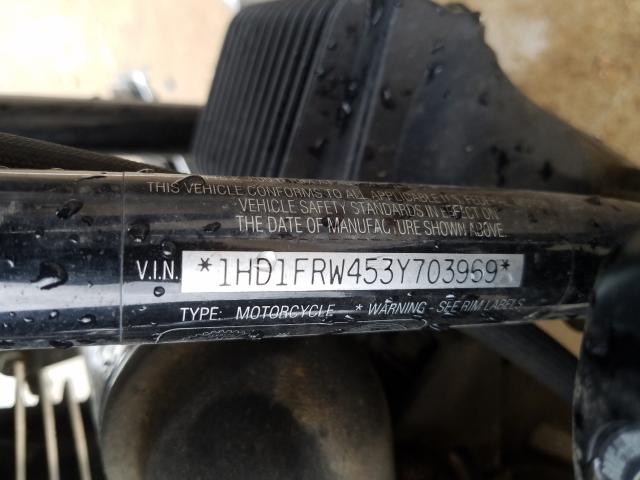 THIS VEHICLE CONFORMS TO ALL APPLICABLE
VEHICLE SAFETY STANDARDS IN EFFECT ON
THE DATE OF MANUFACTURE SHOWN ABOVE.
V.I.N. *1HD1FRW453Y703969*
TYPE: MOTORCYCLE * WARNING - SEE RIM LABELS